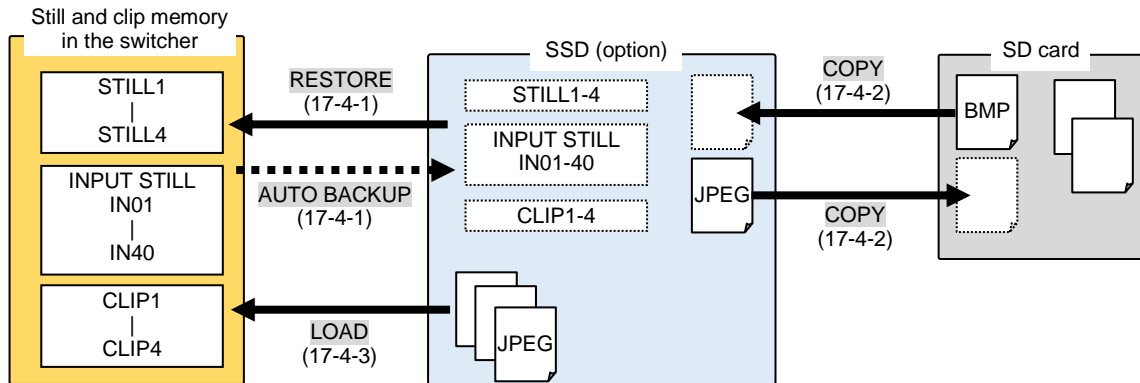 Still and clip memory
in the switcher
STILL1
STILL4
INPUT STILL
IN01
IN40
CLIP1
CLIP4
RESTORE
(17-4-1)
AUTO BACKUP
(17-4-1)
LOAD
(17-4-3)
SSD (option)
STILL1-4
INPUT STILL
IN01-40
CLIP1-4
JPEG
JPEG
COPY
(17-4-2)
COPY
(17-4-2)
SD card
BMP